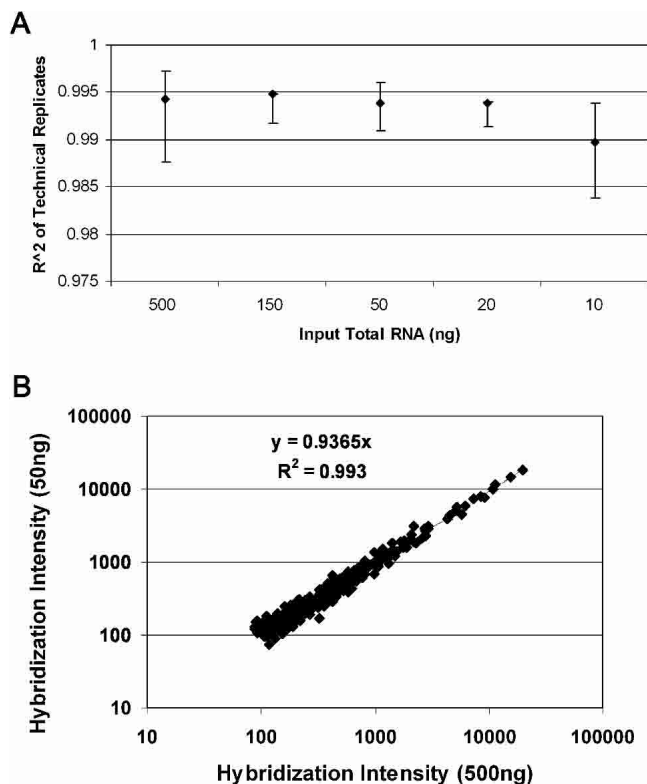 A
R^2 of Technical Replicates
1
0.995
0.99
0.985
0.98
0.975
500 150 50 20 10
Input Total RNA (ng)
B
Hybridization Intensity (50ng)
100000
10000
1000
100
10
y = 0.9365x
R² = 0.993
10 100 1000 10000 100000
Hybridization Intensity (500ng)